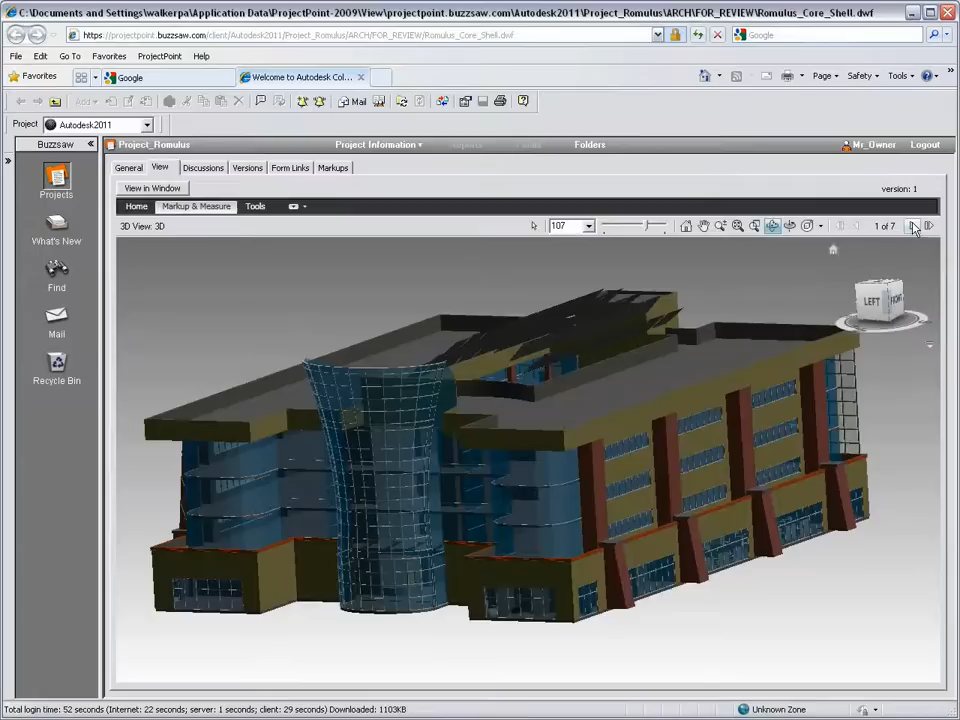 C:\Documents and Settings\walkerpa\Application Data\ProjectPoint-2009\View\projectpoint.buzzsaw.com\Autodesk2011\Project_Romulus\ARCH\FOR_REVIEW\Romulus_Core_Shell.dwf
https://projectpoint.buzzsaw.com/client/Autodesk2011/Project_Romulus/ARCH/FOR_REVIEW/Romulus_Core_Shell.dwf Google
File Edit Go To Favorites ProjectPoint Help
Favorites Google Welcome to Autodesk Col... Page Safety Tools
Add Mail
Project Autodesk2011
Buzzsaw Project_Romulus Project Information Reports Folders Mr_Owner Logout
General View Discussions Versions Form Links Markups
View in Window version: 1
Home Markup & Measure Tools
3D View: 3D 107 1 of 7
Projects
What's New
Find
Mail
Recycle Bin
LEFT FRONT
Total login time: 52 seconds (Internet: 22 seconds; server: 1 seconds; client: 29 seconds) Downloaded: 1103KB Unknown Zone